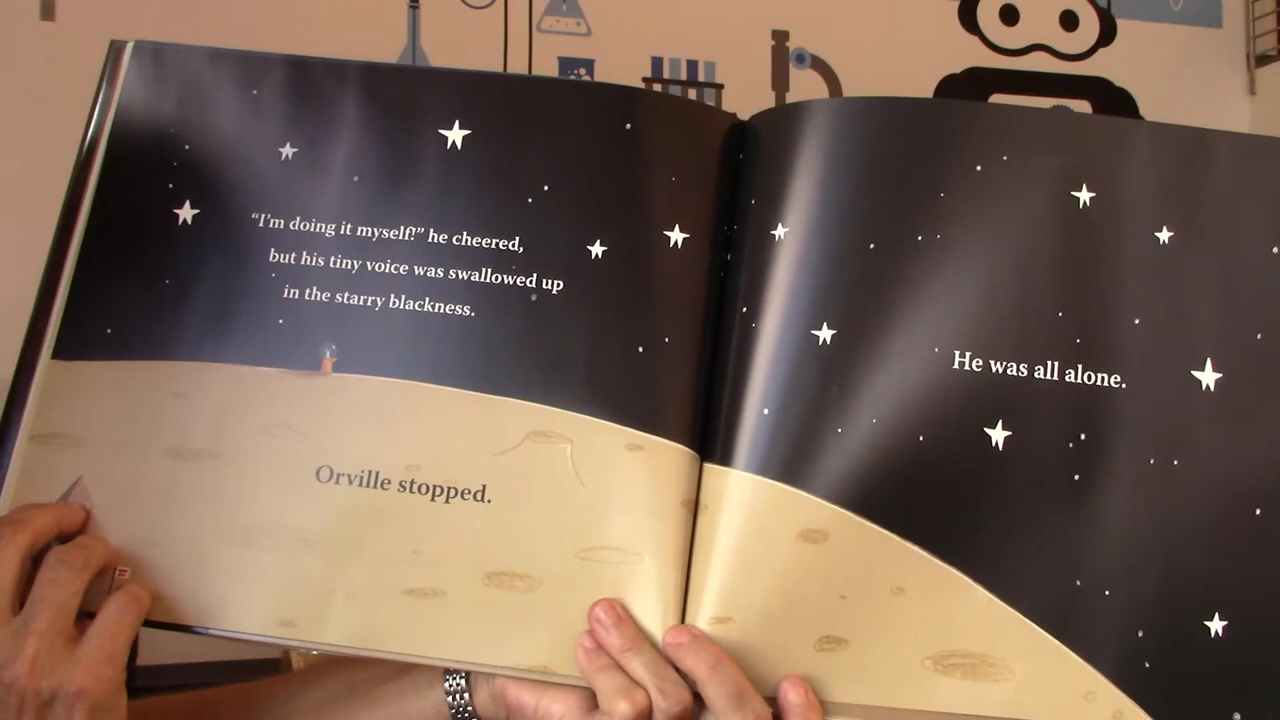 “I’m doing it myself!” he cheered,
but his tiny voice was swallowed up
in the starry blackness.
Orville stopped.
He was all alone.